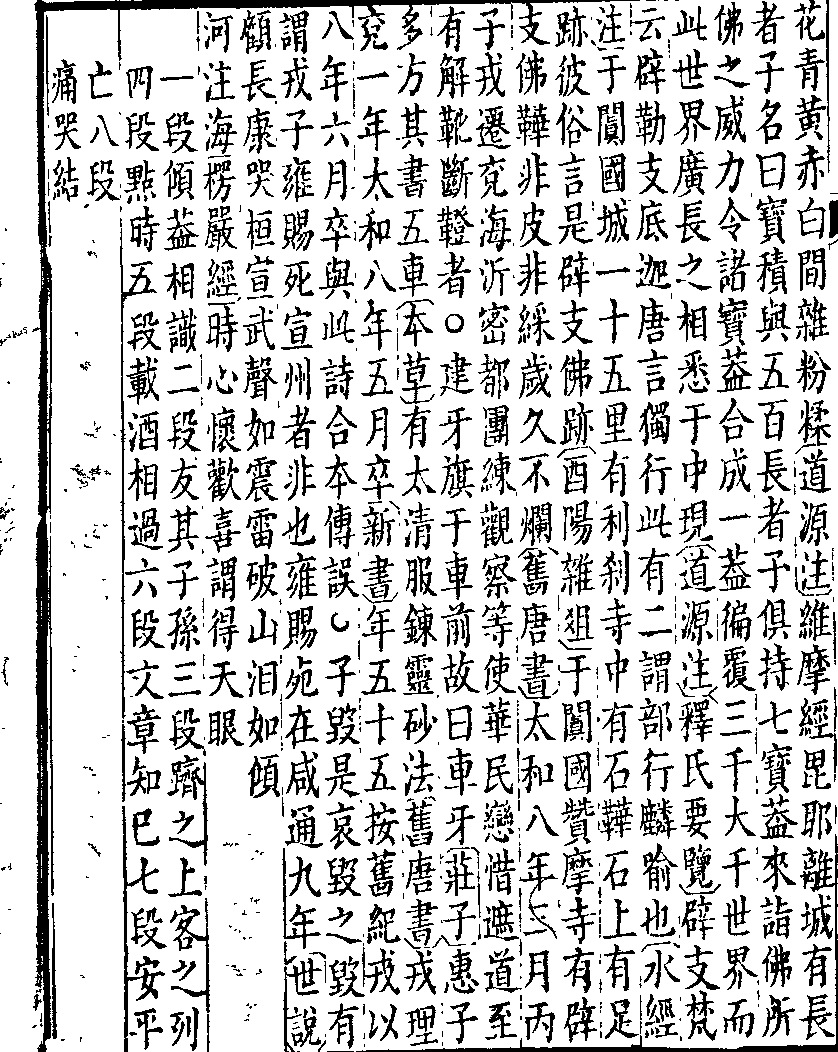 花青黃赤白間雜粉糅道源注維摩經毘耶離城有長
者子名曰寶積與五百長者子俱持七寶葢來詣佛所
佛之威力令諸寶葢合成一葢徧覆三千大千世界而
此世界廣長之相悉于中現道源注釋氏要覽辟支梵
云辟勒支底迦唐言獨行此有二謂部行麟喻也水經
注于闐國城一十五里有利刹寺中有石鞾石上有足
跡彼俗言是辟支佛跡酉陽雜俎于闐國贊摩寺有辟
支佛鞾非皮非綵歲久不爛舊唐書太和八年二月丙
子戎遷兗海沂密都團練觀察等使華民戀惜遮道至
有解靴斷鞾者○建牙旗于車前故曰車牙莊子惠子
多方其書五車本草有太清服鍊靈砂法舊唐書戎理
兗一年太和八年五月卒新書年五十五按舊紀戎以
八年六月卒與此詩合本傳誤○子毀是哀毀之毀有
謂戎子雍賜死宣州者非也雍賜死在咸通九年世說
顧長康哭桓宣武聲如震雷破山泪如傾
河注海楞嚴經時心懷歡喜謂得天眼
一段傾葢相識二段友其子孫三段躋之上客之列
四段點時五段載酒相過六段文章知巳七段安平
亡八段
痛哭結